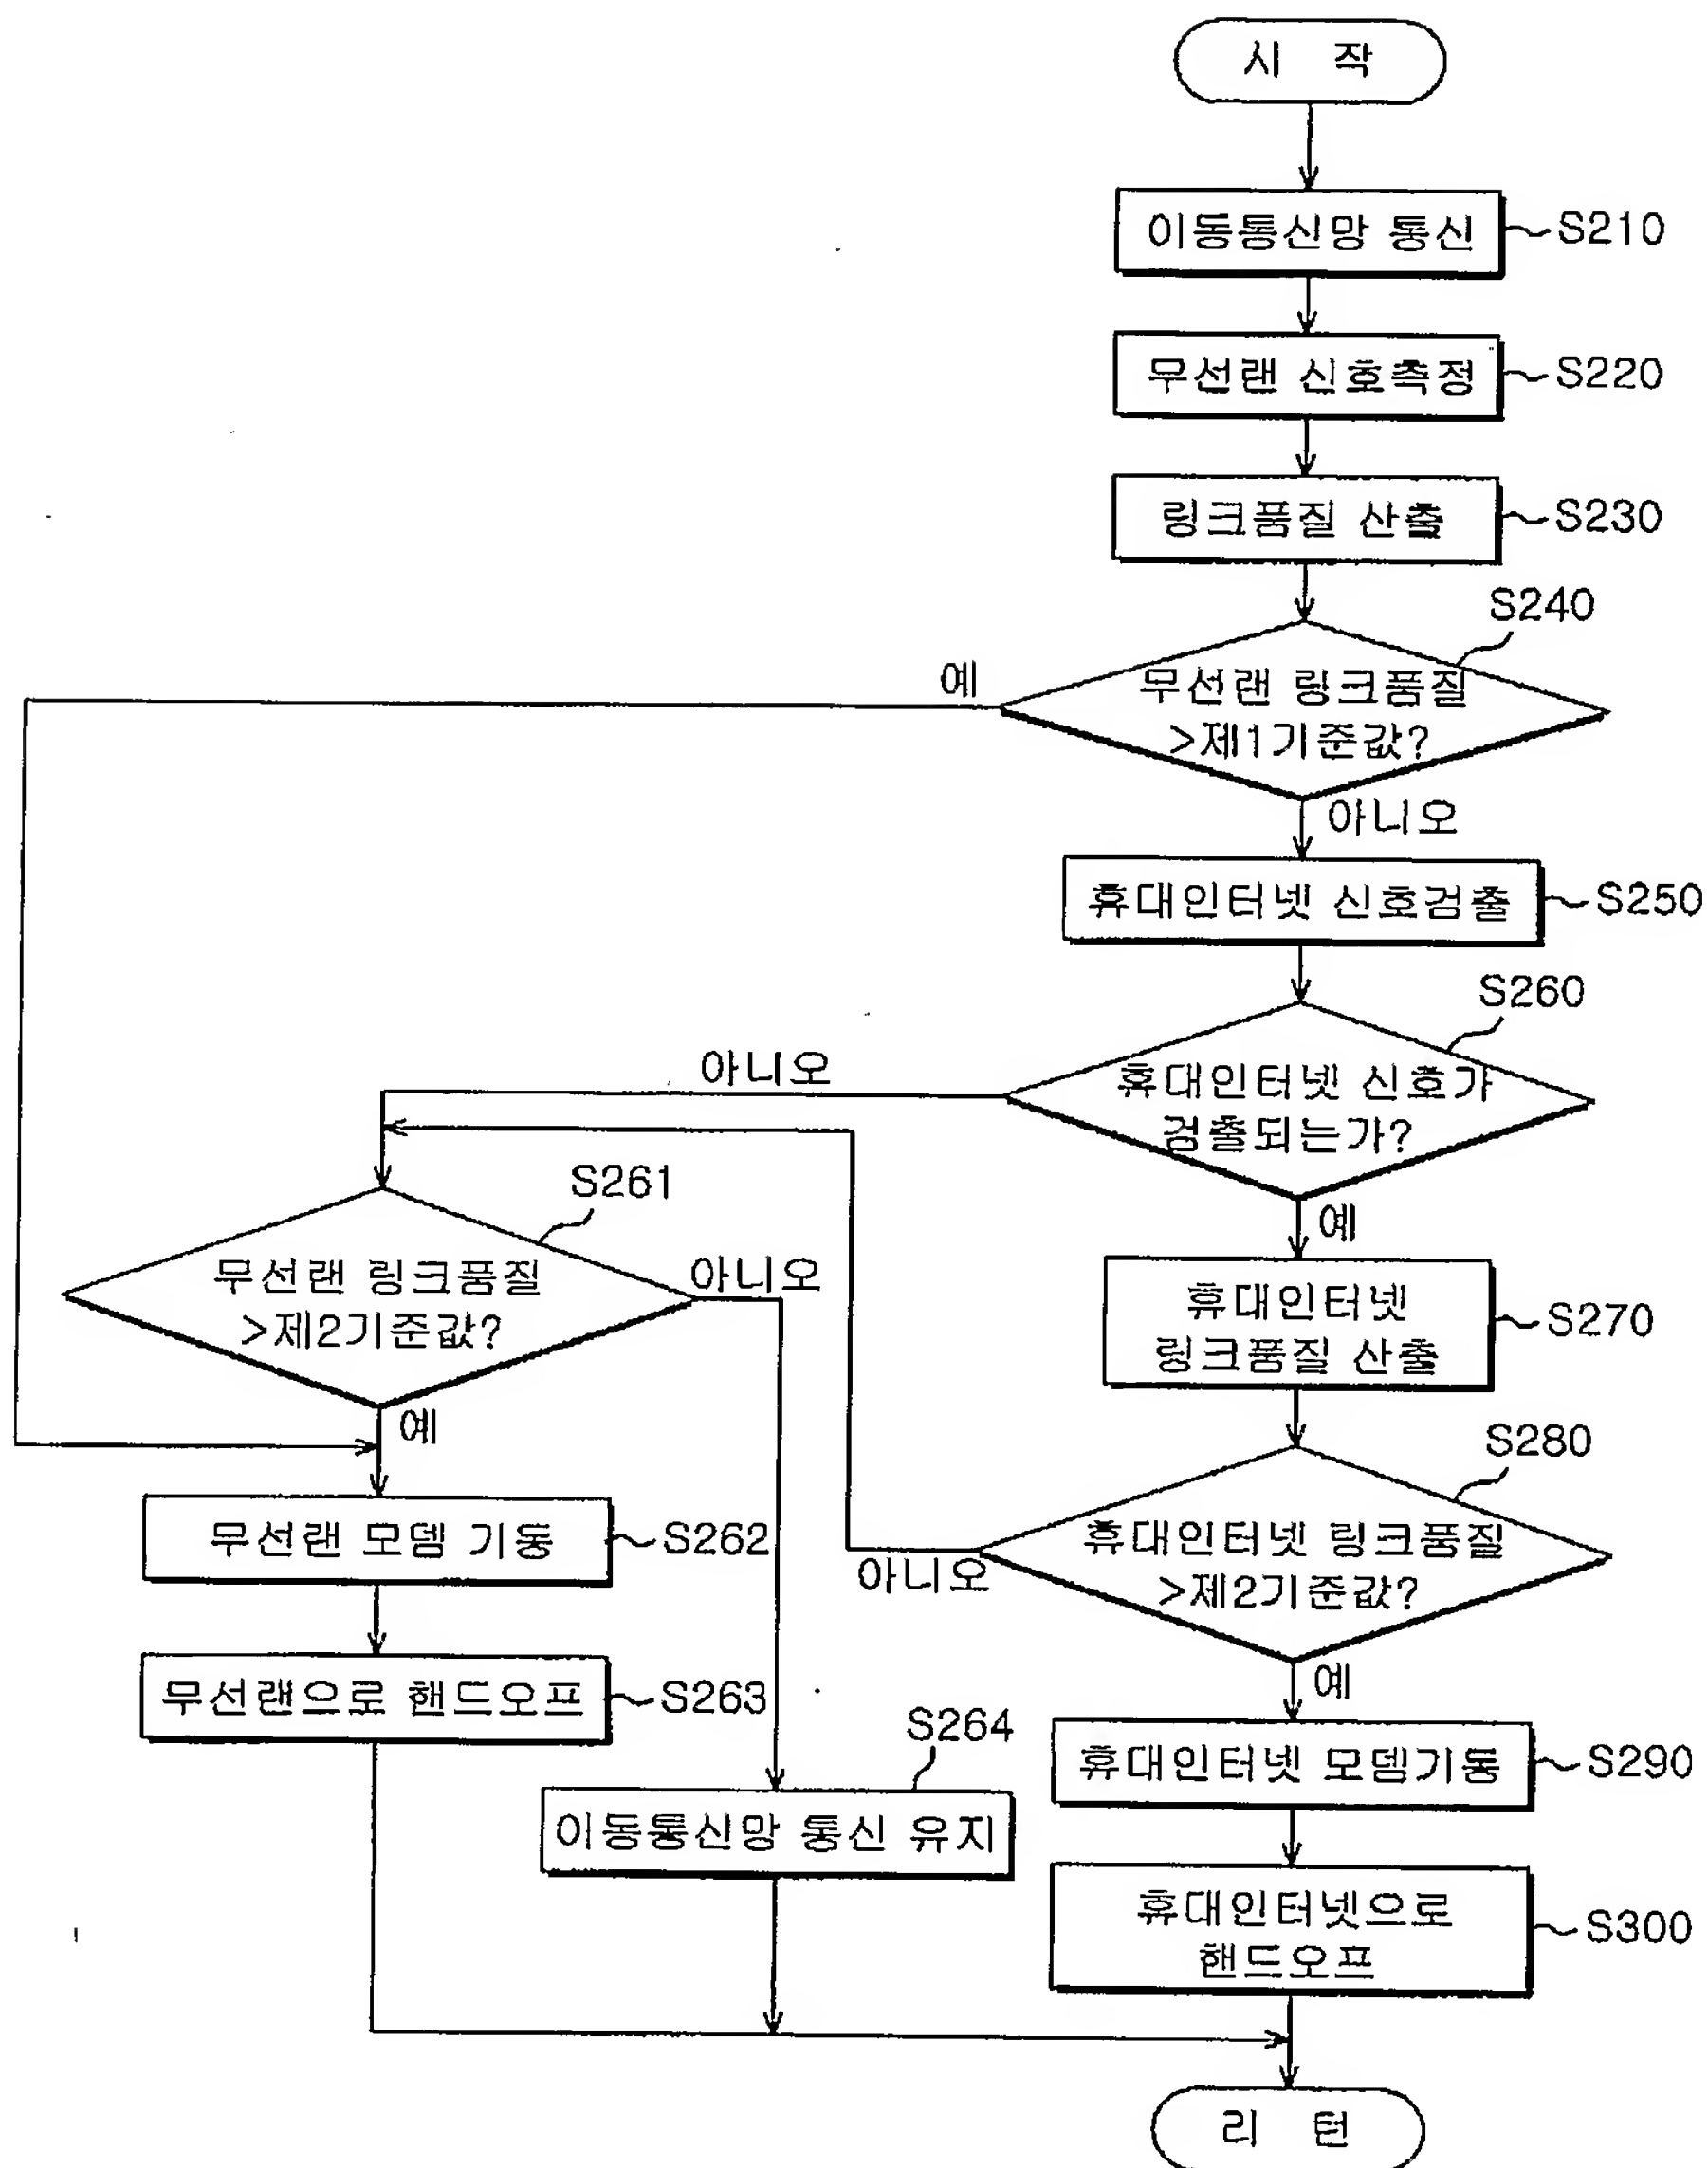 시 작
이동통신망 통신
S210
무선랜 신호측정
S220
링크품질 산출
S230
S240
예
무선랜 링크품질
>제1기준값?
아니오
휴대인터넷 신호검출
S250
S260
아니오
휴대인터넷 신호가
검출되는가?
예
S261
무선랜 링크품질
>제2기준값?
아니오
예
휴대인터넷
링크품질 산출
S270
S280
휴대인터넷 링크품질
>제2기준값?
아니오
예
무선랜 모뎀 기동
S262
무선랜으로 핸드오프
S263
S264
이동통신망 통신 유지
휴대인터넷 모뎀기동
S290
휴대인터넷으로
핸드오프
S300
리 턴